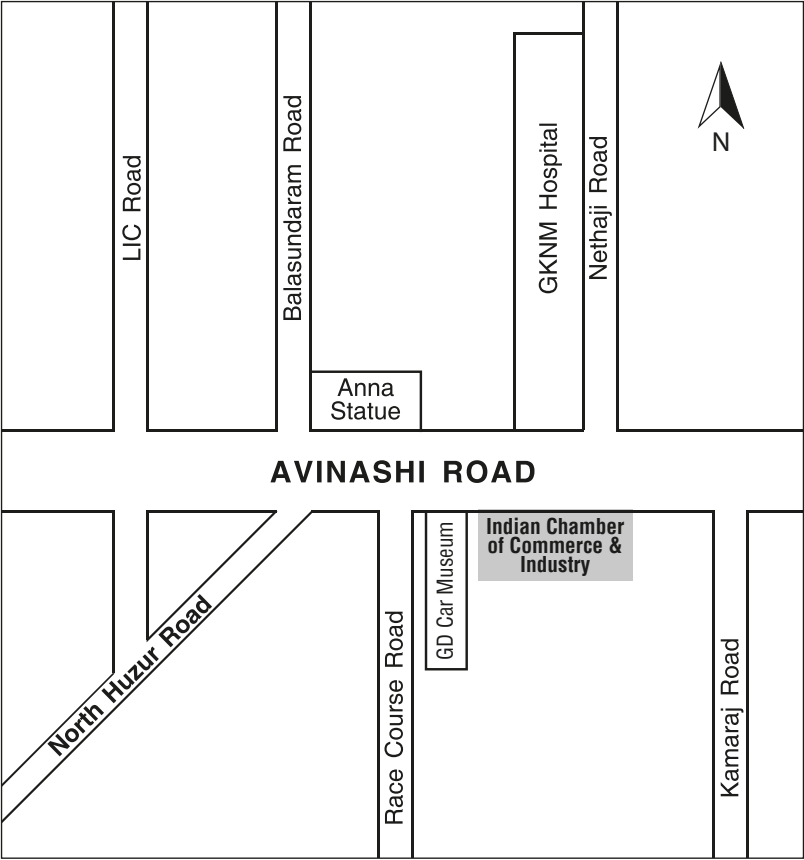 LIC Road
Balasundaram Road
GKNM Hospital
Nethaji Road
N
Anna
Statue
AVINASHI ROAD
Indian Chamber
of Commerce &
Industry
GD Car Museum
North Huzur Road
Race Course Road
Kamaraj Road